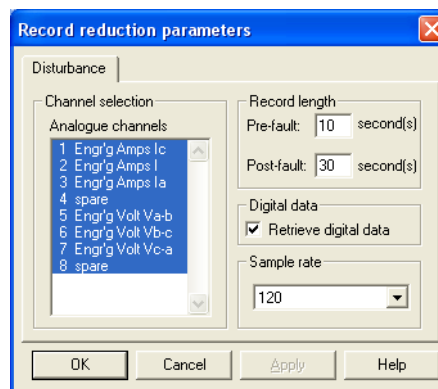 Record reduction parameters
Disturbance
Channel selection
Analogue channels
1 Engr'g Amps Ic
2 Engr'g Amps I
3 Engr'g Amps Ia
4 spare
5 Engr'g Volt Va-b
6 Engr'g Volt Vb-c
7 Engr'g Volt Vc-a
8 spare
Record length
Pre-fault: 10 second(s)
Post-fault: 30 second(s)
Digital data
Retrieve digital data
Sample rate
120
OK Cancel Apply Help